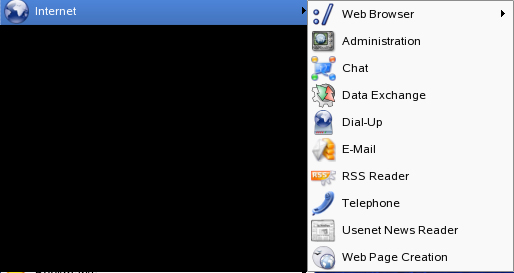 Internet
Web Browser
Administration
Chat
Data Exchange
Dial-Up
E-Mail
RSS
RSS Reader
Telephone
Usenet News Reader
Web Page Creation